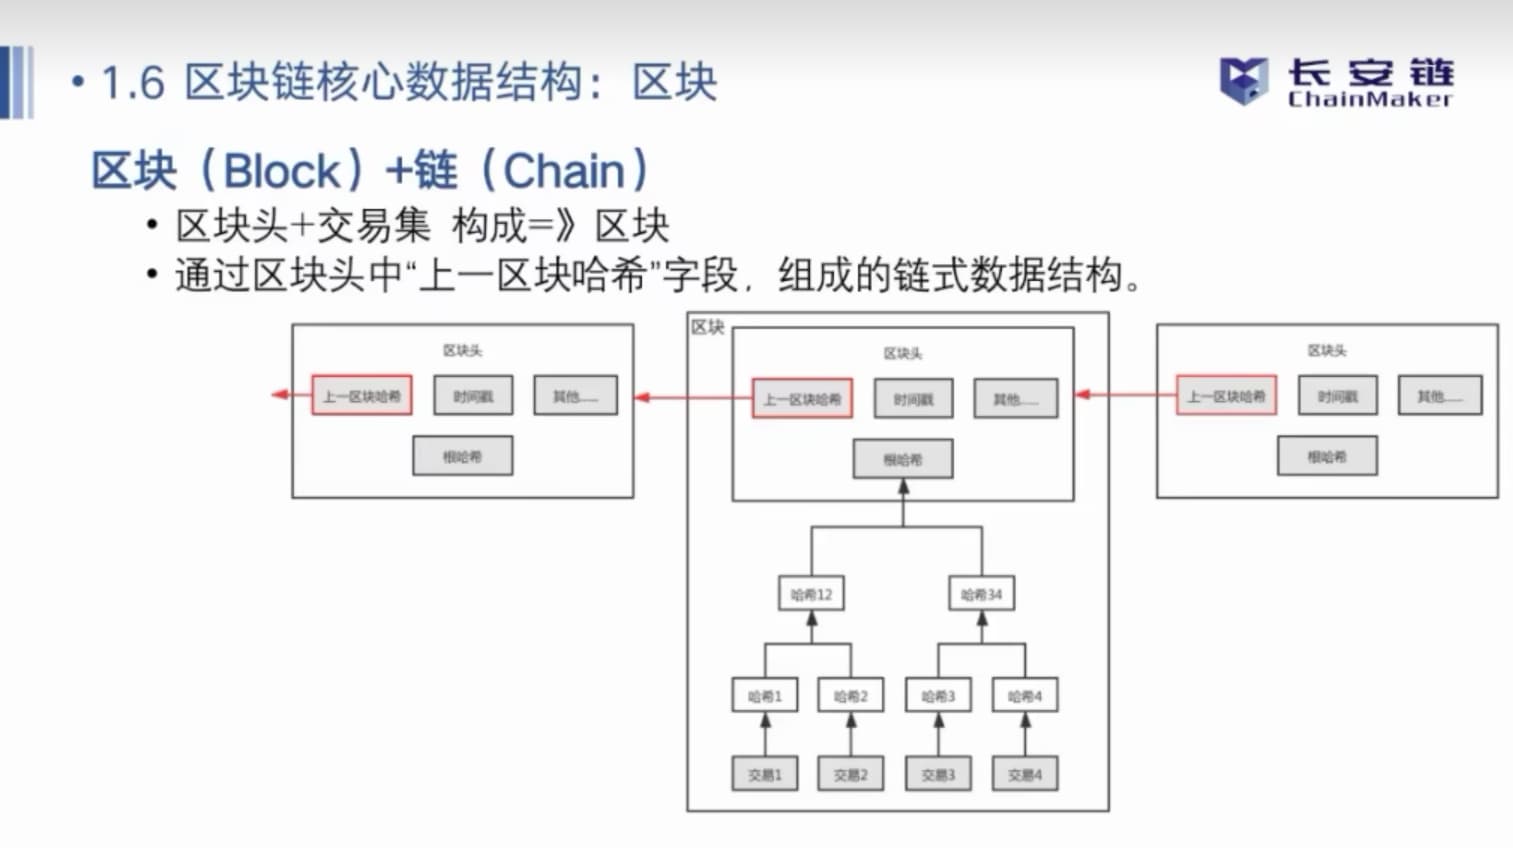 • 1.6 区块链核心数据结构：区块
长安链
ChainMaker
区块（Block）+链（Chain）
• 区块头+交易集 构成=》区块
• 通过区块头中“上一区块哈希”字段，组成的链式数据结构。
区块头
上一区块哈希 时间戳 其他......
根哈希
区块
区块头
上一区块哈希 时间戳 其他......
根哈希
哈希12 哈希34
哈希1 哈希2 哈希3 哈希4
交易1 交易2 交易3 交易4
区块头
上一区块哈希 时间戳 其他......
根哈希